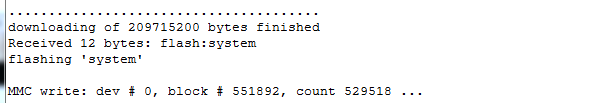 .......................................
downloading of 209715200 bytes finished
Received 12 bytes: flash:system
flashing 'system'
MMC write: dev # 0, block # 551892, count 529518 ...